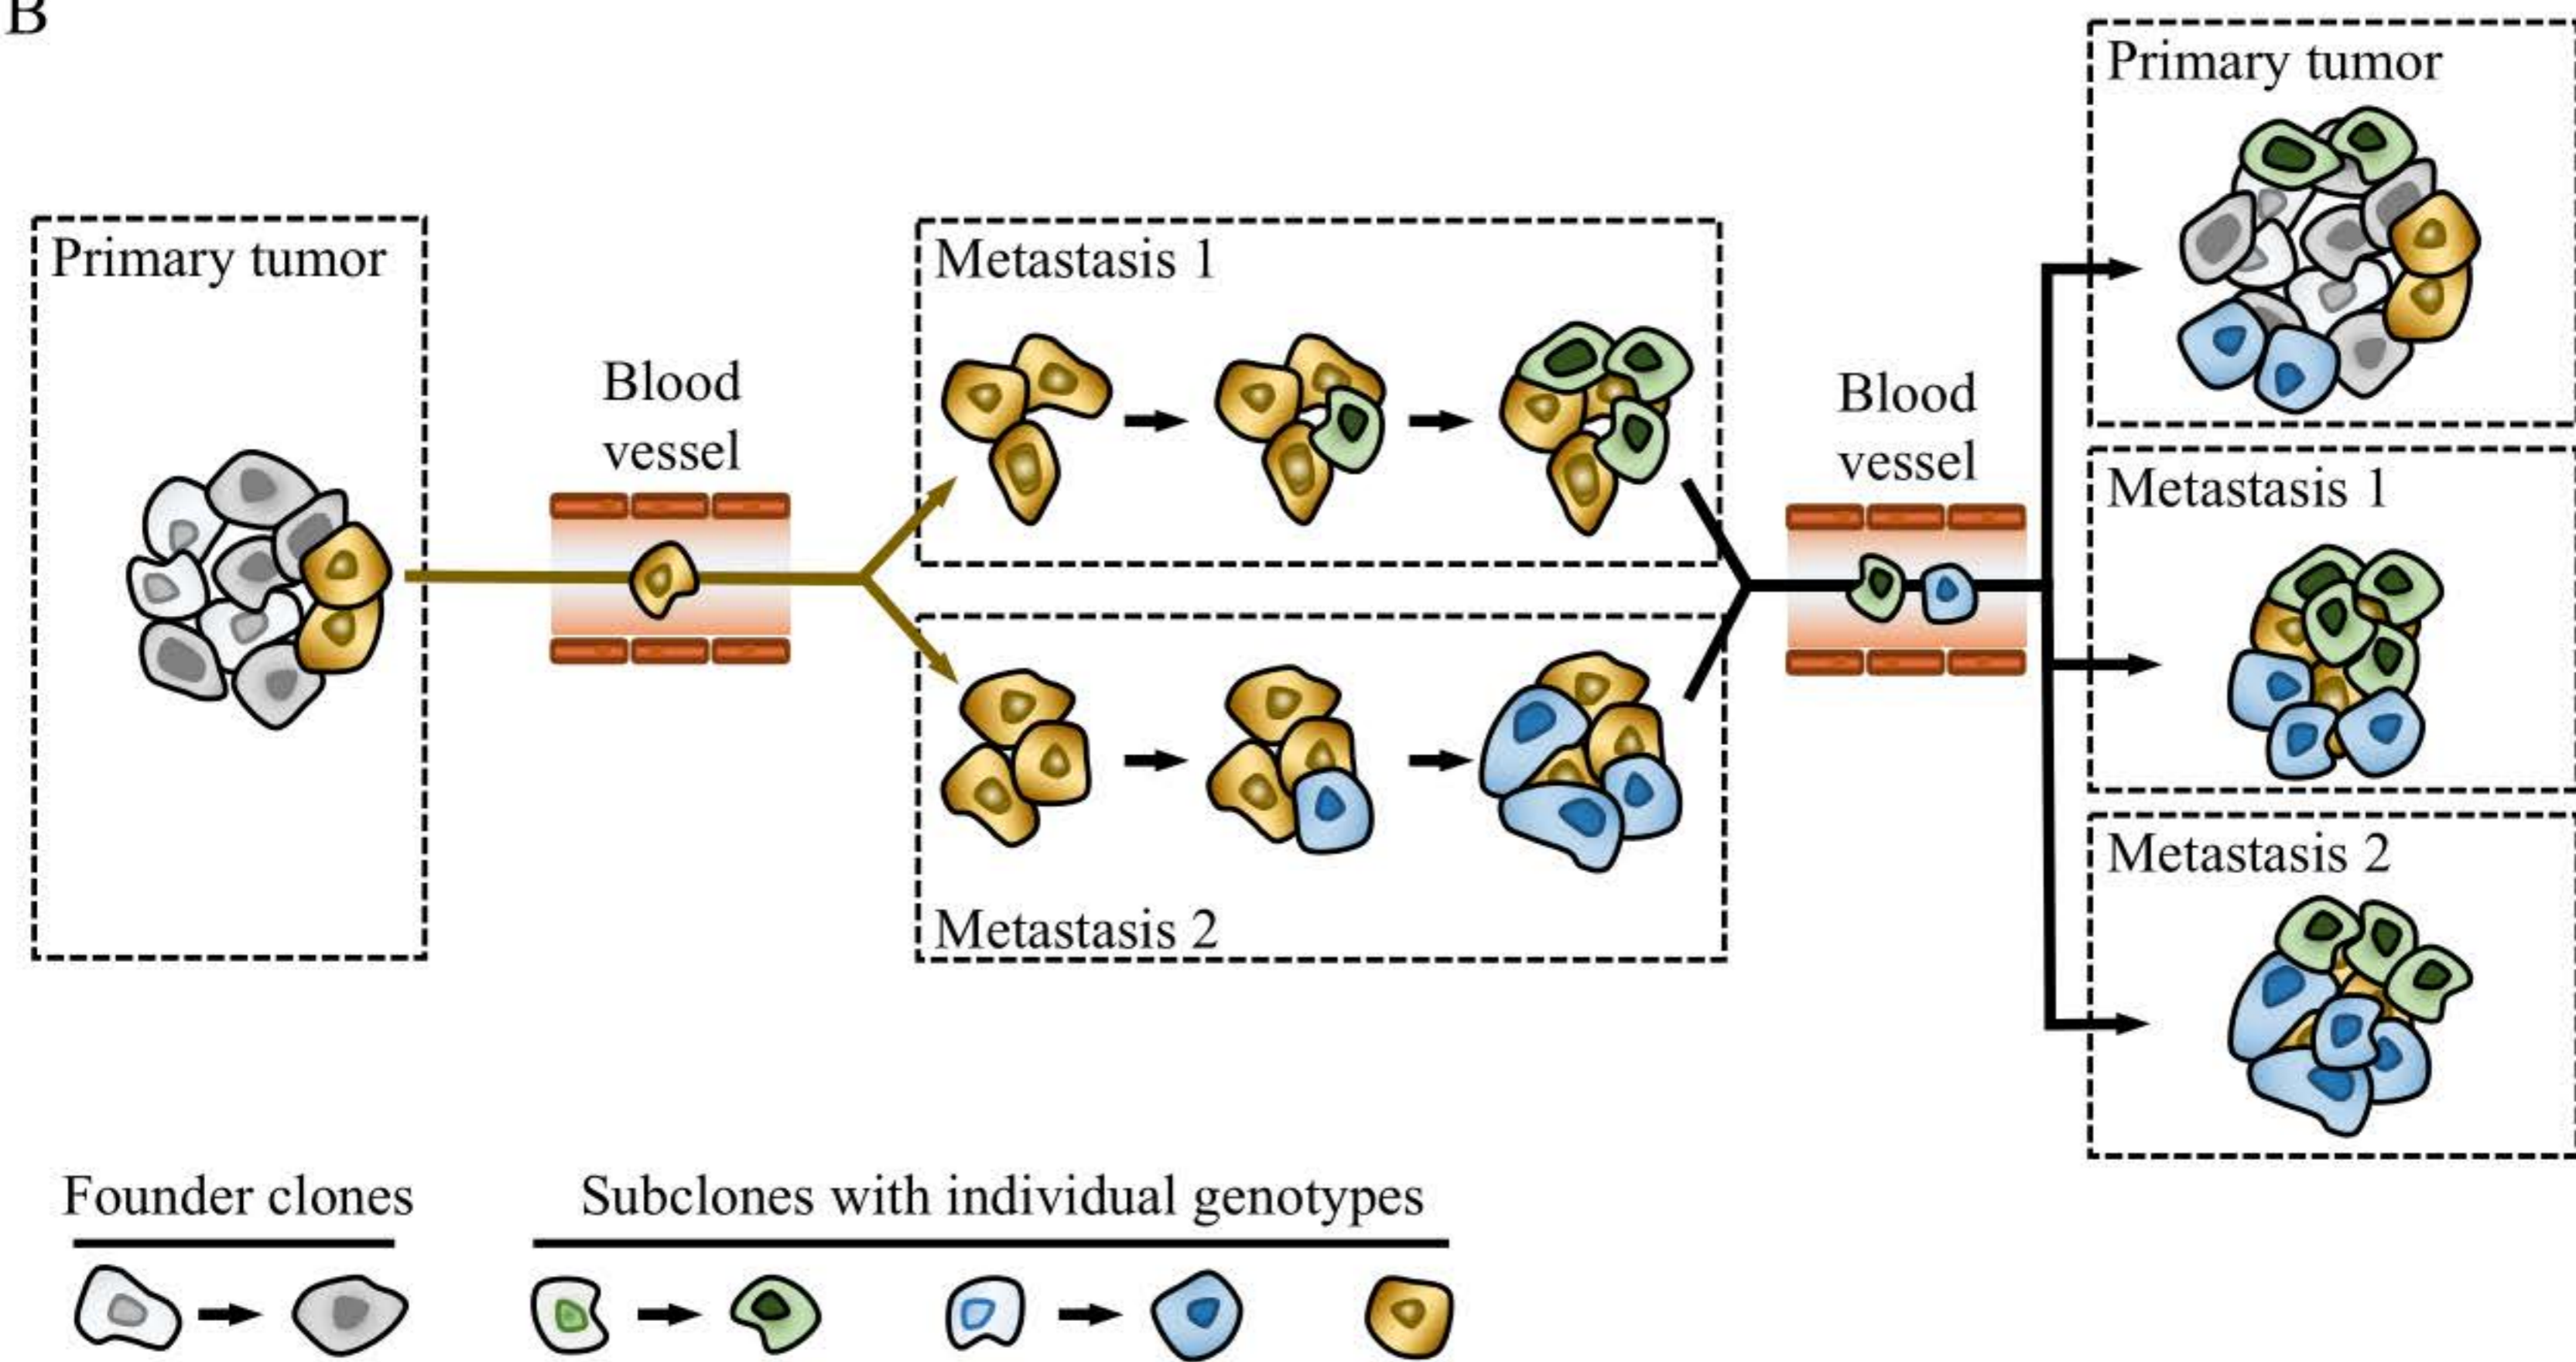 B
Primary tumor
Blood
vessel
Metastasis 1
Metastasis 2
Blood
vessel
Primary tumor
Metastasis 1
Metastasis 2
Founder clones
Subclones with individual genotypes